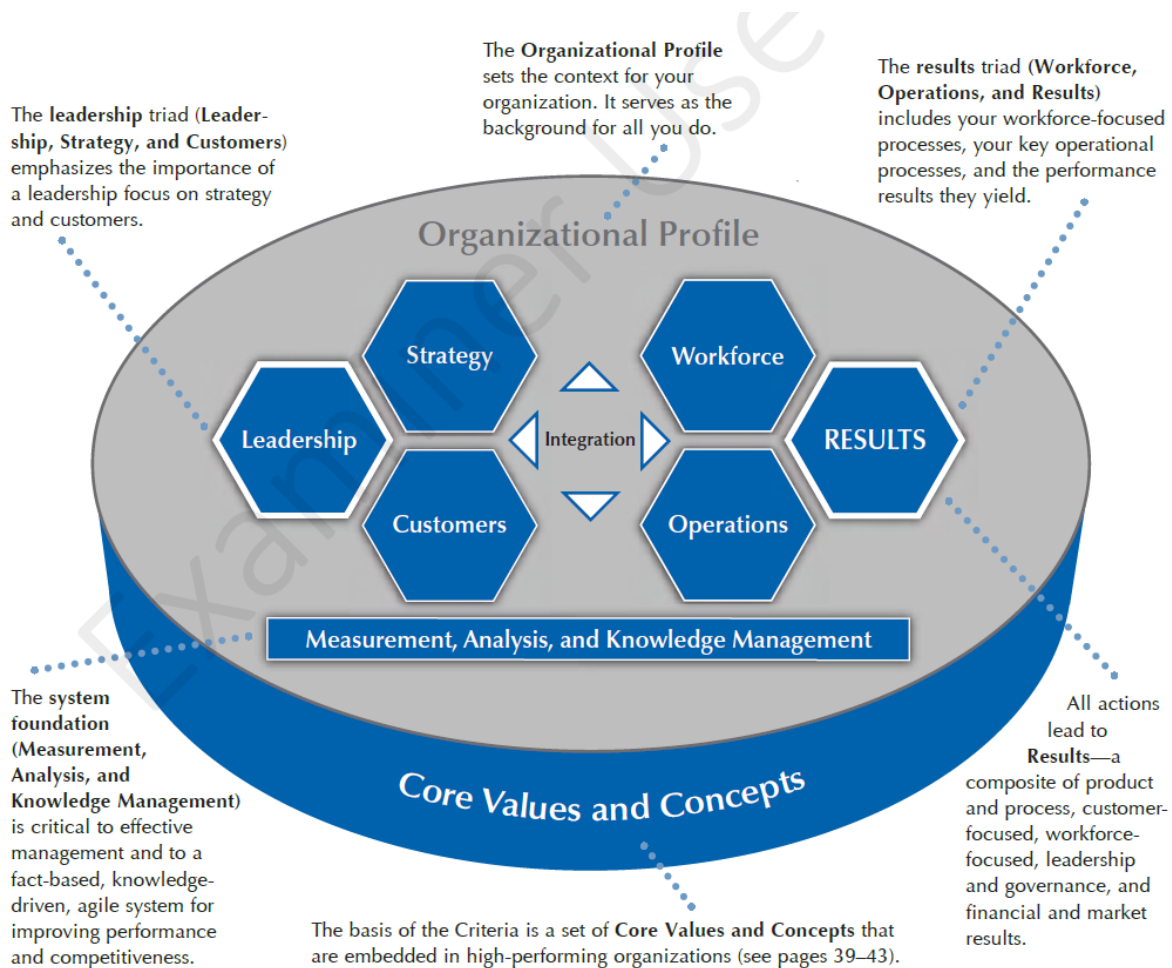 The Organizational Profile
sets the context for your
organization. It serves as the
background for all you do.
The results triad (Workforce,
Operations, and Results)
includes your workforce-focused
processes, your key operational
processes, and the performance
results they yield.
The leadership triad (Leader-
ship, Strategy, and Customers)
emphasizes the importance of
a leadership focus on strategy
and customers.
Examiner Use
Organizational Profile
Strategy
Workforce
Leadership
Integration
RESULTS
Customers
Operations
Measurement, Analysis, and Knowledge Management
Core Values and Concepts
The system
foundation
(Measurement,
Analysis, and
Knowledge Management)
is critical to effective
management and to a
fact-based, knowledge-
driven, agile system for
improving performance
and competitiveness.
All actions
lead to
Results—a
composite of product
and process, customer-
focused, workforce-
focused, leadership
and governance, and
financial and market
results.
The basis of the Criteria is a set of Core Values and Concepts that
are embedded in high-performing organizations (see pages 39–43).